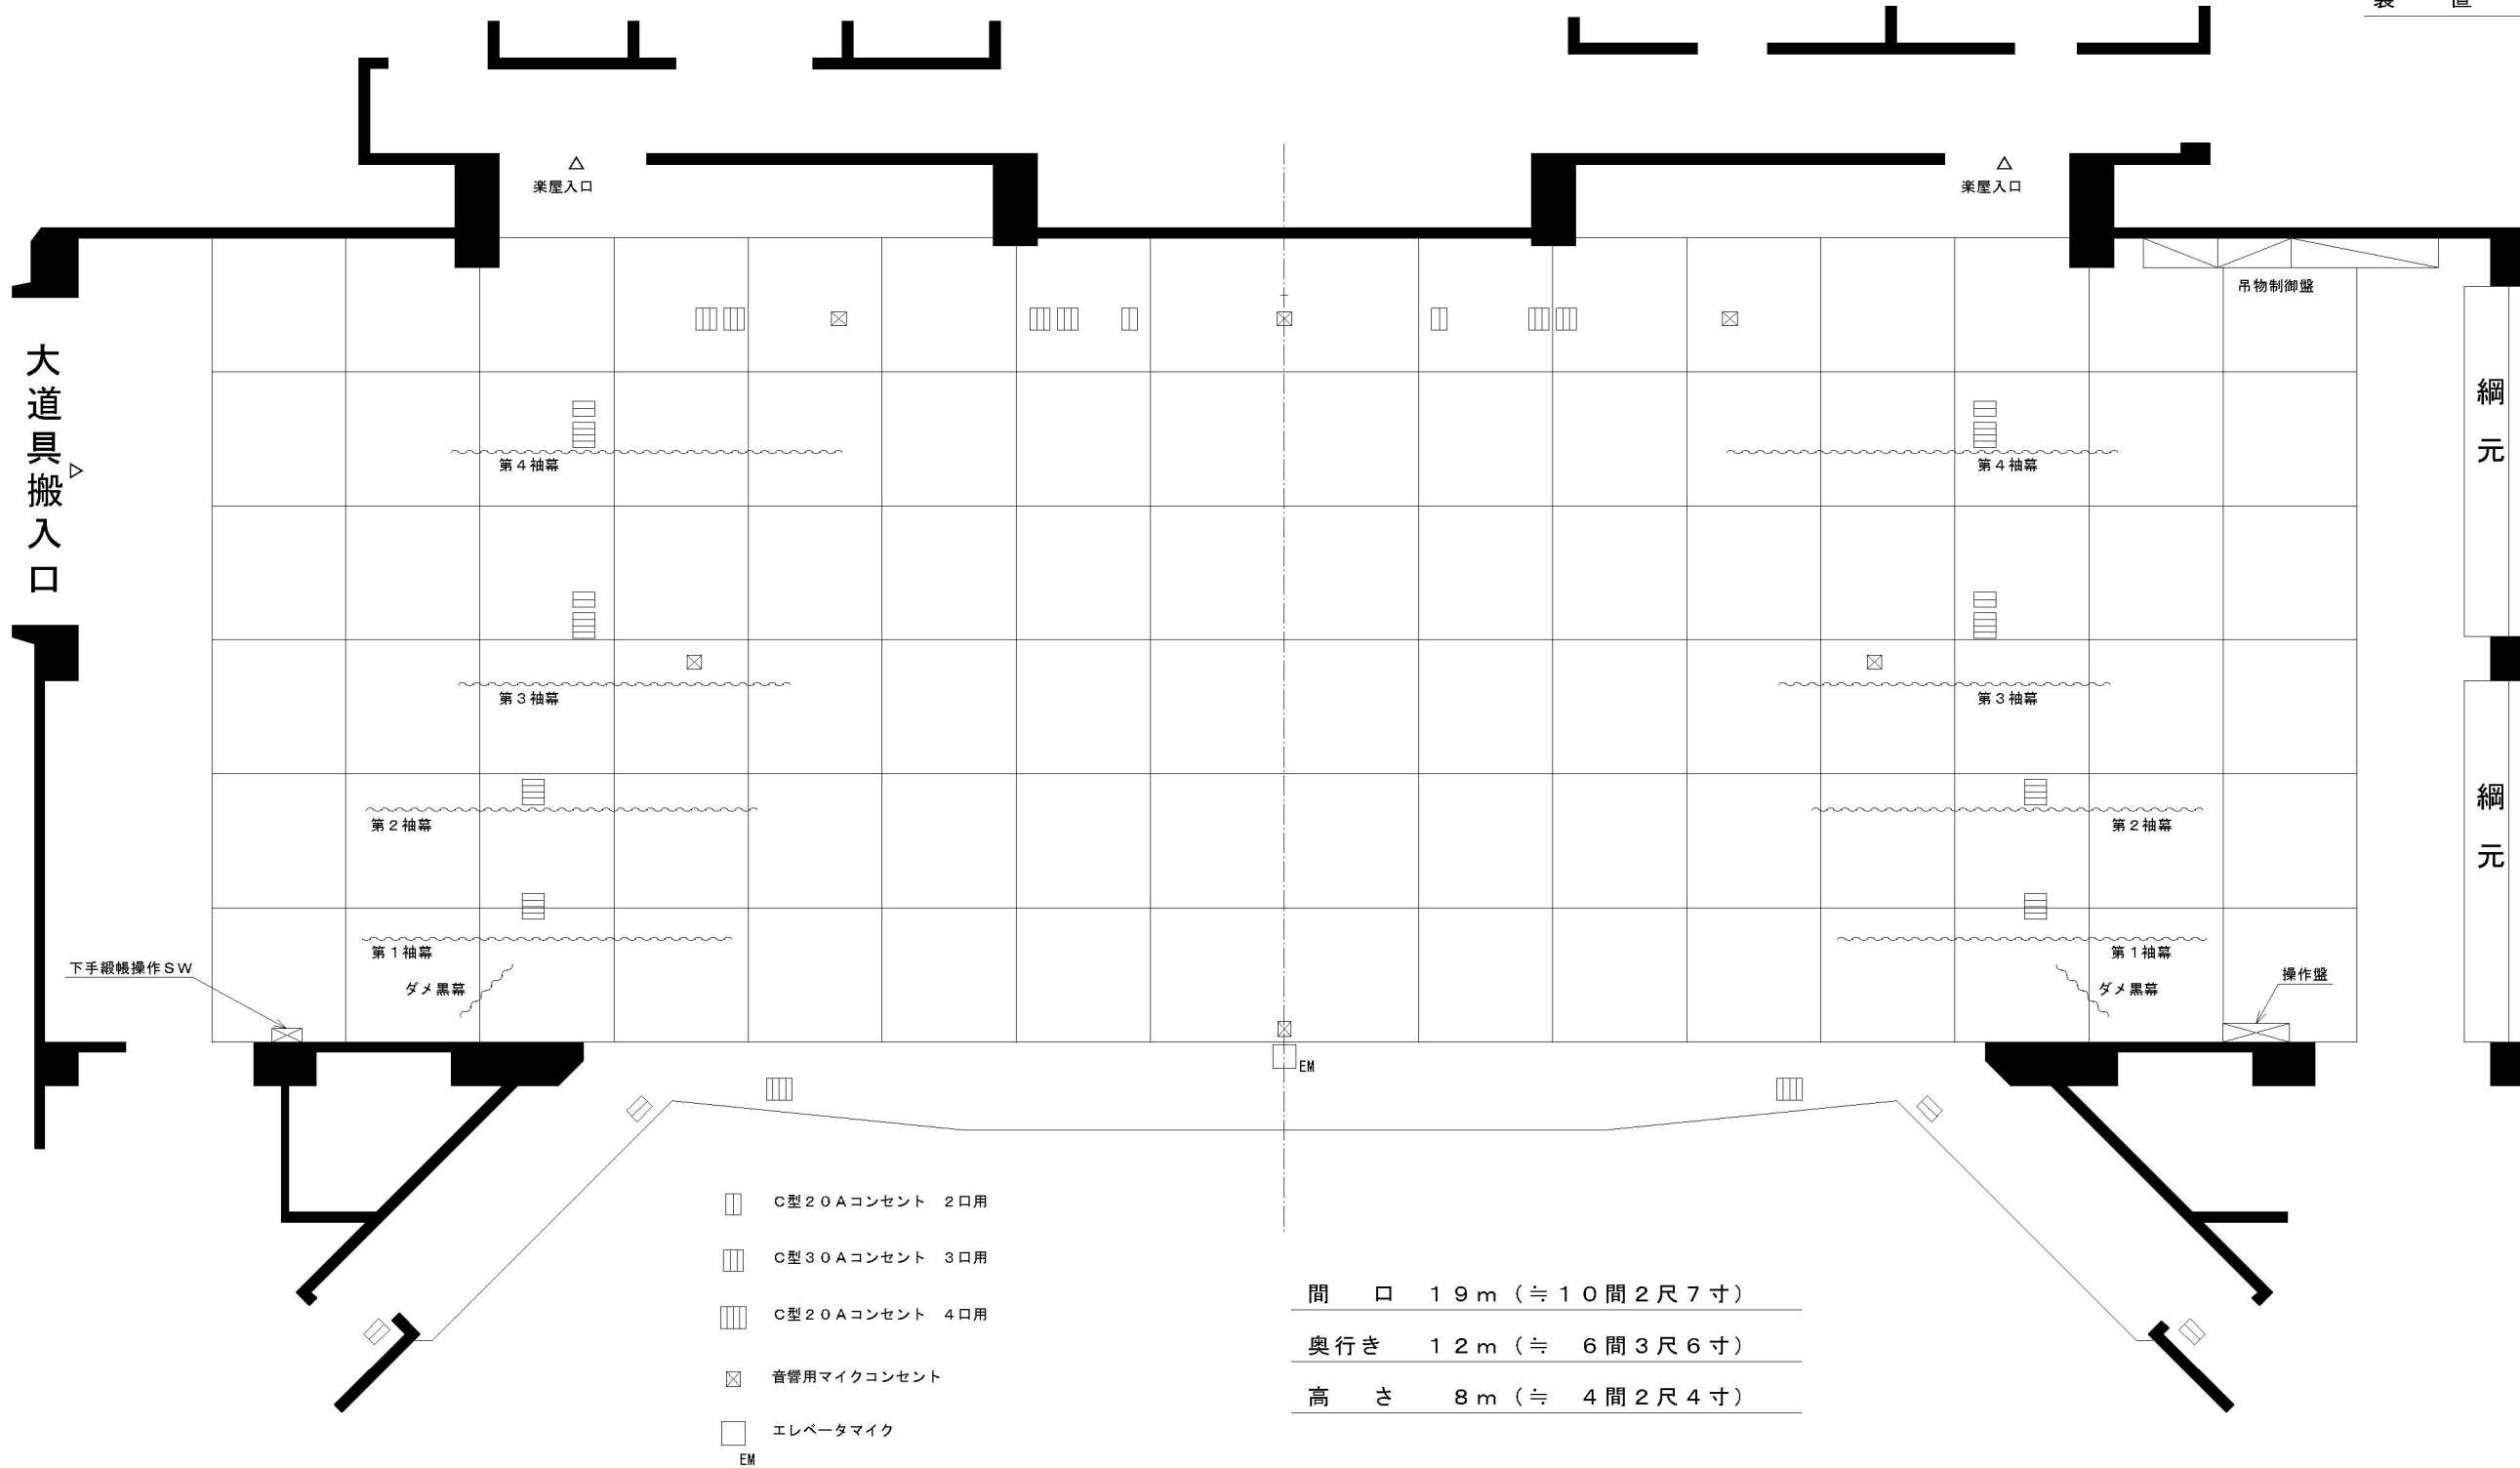 装　置
楽屋入口
楽屋入口
吊物制御盤
大道具搬入口
綱元
第４袖幕
第４袖幕
第３袖幕
第３袖幕
綱元
第２袖幕
第２袖幕
第１袖幕
第１袖幕
下手緞帳操作ＳＷ
ダメ黒幕
ダメ黒幕
操作盤
EM
Ｃ型２０Ａコンセント　２口用
Ｃ型３０Ａコンセント　３口用
Ｃ型２０Ａコンセント　４口用
音響用マイクコンセント
エレベータマイク
EM
間　口　１９ｍ（≒１０間２尺７寸）
奥行き　１２ｍ（≒　６間３尺６寸）
高　さ　　８ｍ（≒　４間２尺４寸）